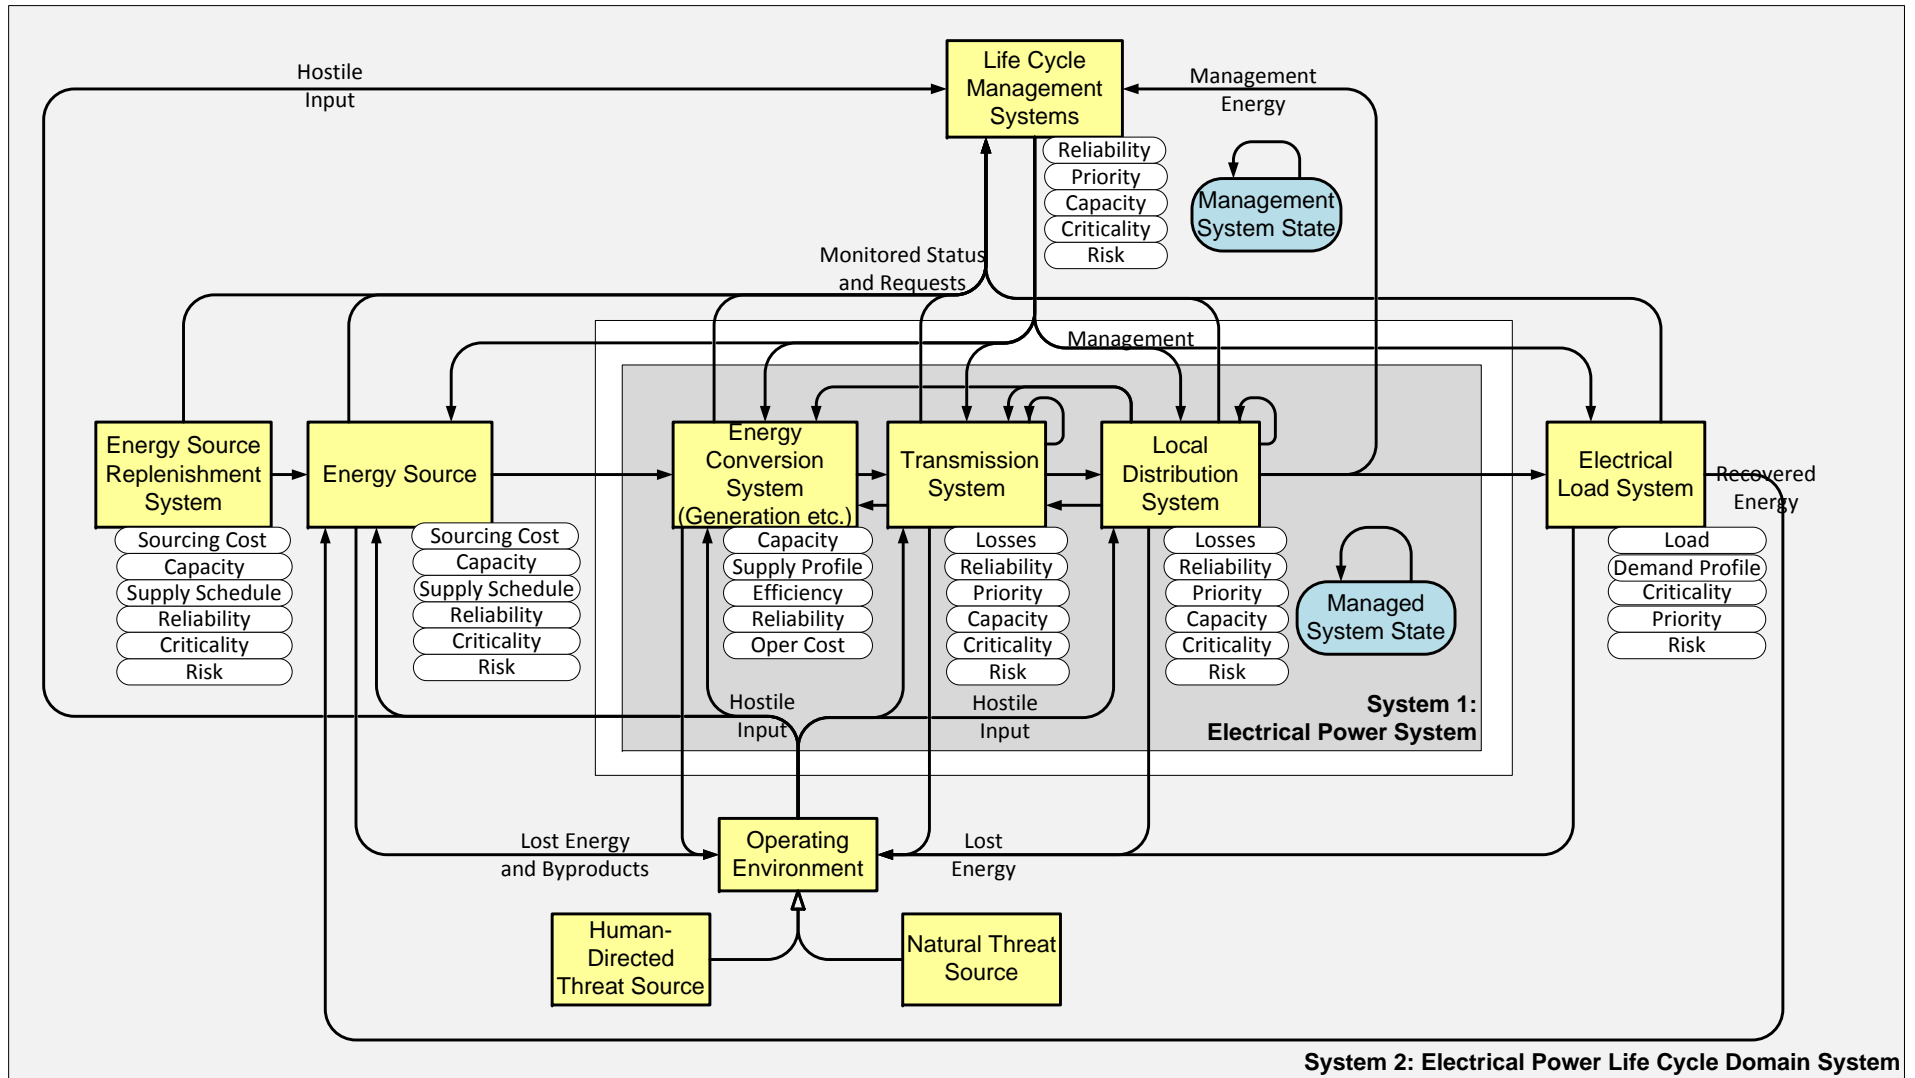 Life Cycle
Management
Systems
Hostile
Input
Management
Energy
Reliability
Priority
Capacity
Criticality
Risk
Management
System State
Monitored Status
and Requests
Management
Energy Source
Replenishment
System
Energy Source
Energy
Conversion
System
(Generation etc.)
Transmission
System
Local
Distribution
System
Electrical
Load System
Recovered
Energy
Sourcing Cost
Capacity
Supply Schedule
Reliability
Criticality
Risk
Sourcing Cost
Capacity
Supply Schedule
Reliability
Criticality
Risk
Capacity
Supply Profile
Efficiency
Reliability
Oper Cost
Losses
Reliability
Priority
Capacity
Criticality
Risk
Losses
Reliability
Priority
Capacity
Criticality
Risk
Managed
System State
Load
Demand Profile
Criticality
Priority
Risk
Hostile
Input
Hostile
Input
System 1:
Electrical Power System
Lost Energy
and Byproducts
Operating
Environment
Lost
Energy
Human-
Directed
Threat Source
Natural Threat
Source
System 2: Electrical Power Life Cycle Domain System